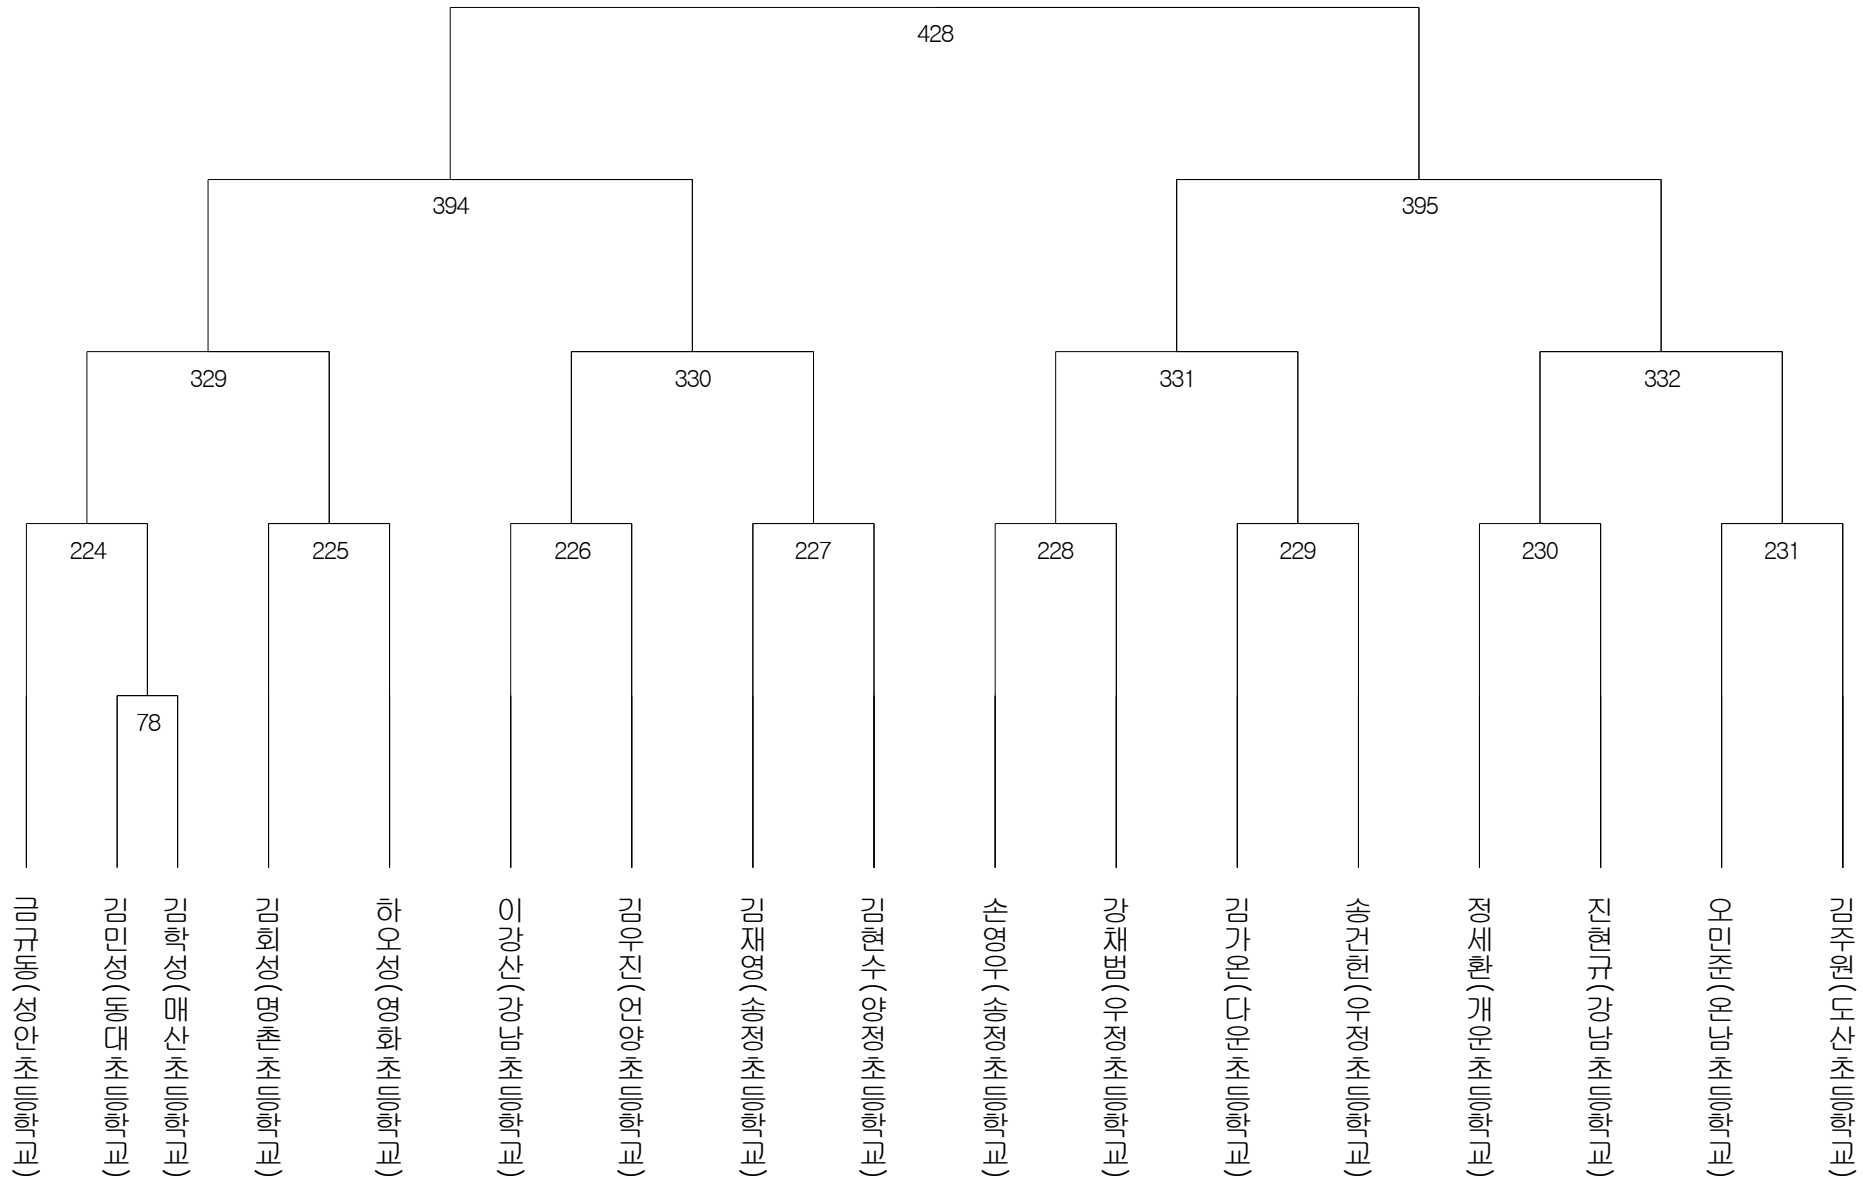 428
394
395
329
330
331
332
224
225
226
227
228
229
230
231
78
금규동(성안초등학교)
김민성(동대초등학교)
김학성(매산초등학교)
김회성(명촌초등학교)
하오성(영화초등학교)
이강산(강남초등학교)
김우진(언양초등학교)
김재영(송정초등학교)
김현수(양정초등학교)
손영우(송정초등학교)
강채범(우정초등학교)
김가온(다운초등학교)
송건헌(우정초등학교)
정세환(개운초등학교)
진현규(강남초등학교)
오민준(온남초등학교)
김주원(도산초등학교)